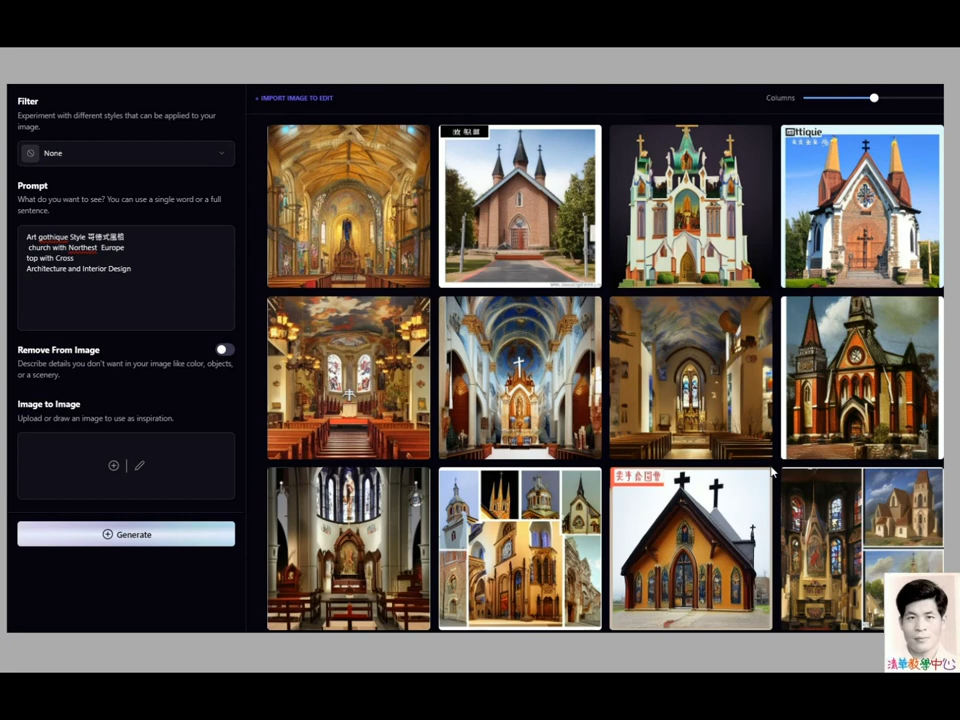 Filter
Experiment with different styles that can be applied to your
image.
None
Prompt
What do you want to see? You can use a single word or a full
sentence.
Art gothique Style 哥德式風格
church with Northest Europe
top with Cross
Architecture and Interior Design
Remove From Image
Describe details you don't want in your image like color, objects,
or a scenery.
Image to Image
Upload or draw an image to use as inspiration.
Generate
+ IMPORT IMAGE TO EDIT
Columns
ttique
法華教學中心